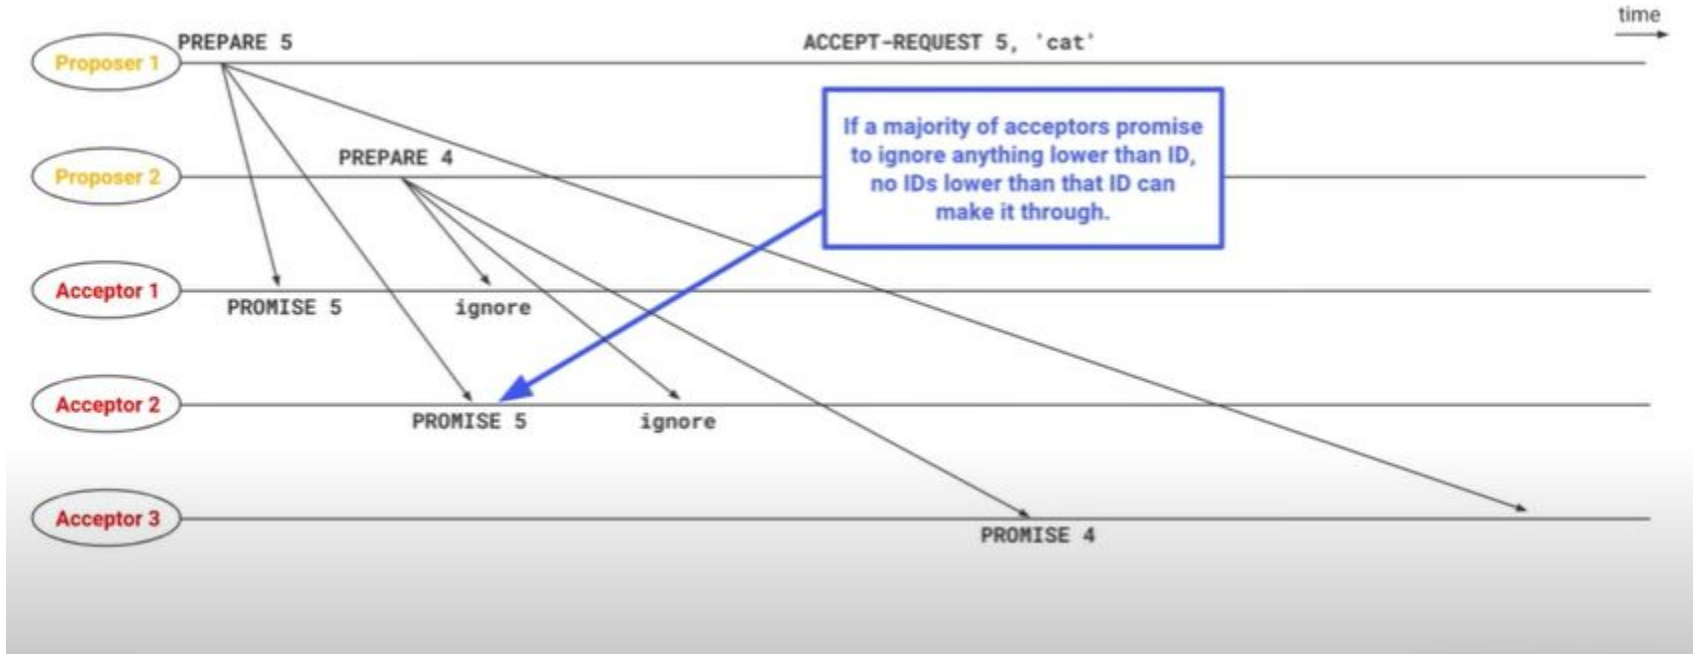 time
PREPARE 5
ACCEPT-REQUEST 5, 'cat'
Proposer 1
If a majority of acceptors promise
to ignore anything lower than ID,
no IDs lower than that ID can
make it through.
PREPARE 4
Proposer 2
Acceptor 1
PROMISE 5
ignore
Acceptor 2
PROMISE 5
ignore
Acceptor 3
PROMISE 4